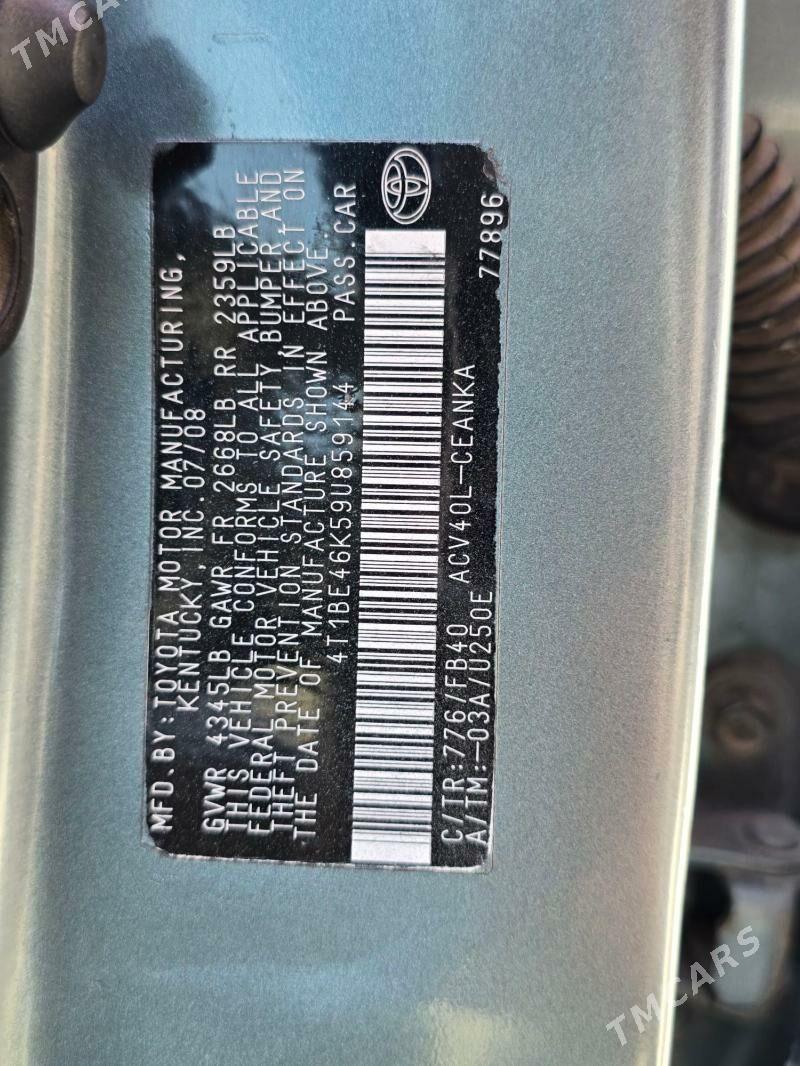 MFD.BY:TOYOTA MOTOR MANUFACTURING,
KENTUCKY,INC.07/08
GVWR 4345LB GAWR FR 2668LB RR 2359LB
THIS VEHICLE CONFORMS TO ALL APPLICABLE
FEDERAL MOTOR VEHICLE SAFETY BUMPER AND
THEFT PREVENTION STANDARDS IN EFFECT ON
THE DATE OF MANUFACTURE SHOWN ABOVE.
4T1BE46K59U859144 PASS.CAR
C/TR:776/FB40 ACV40L-CEANKA
A/TM:-03A/U250E 77896
TMCARS
TMCARS